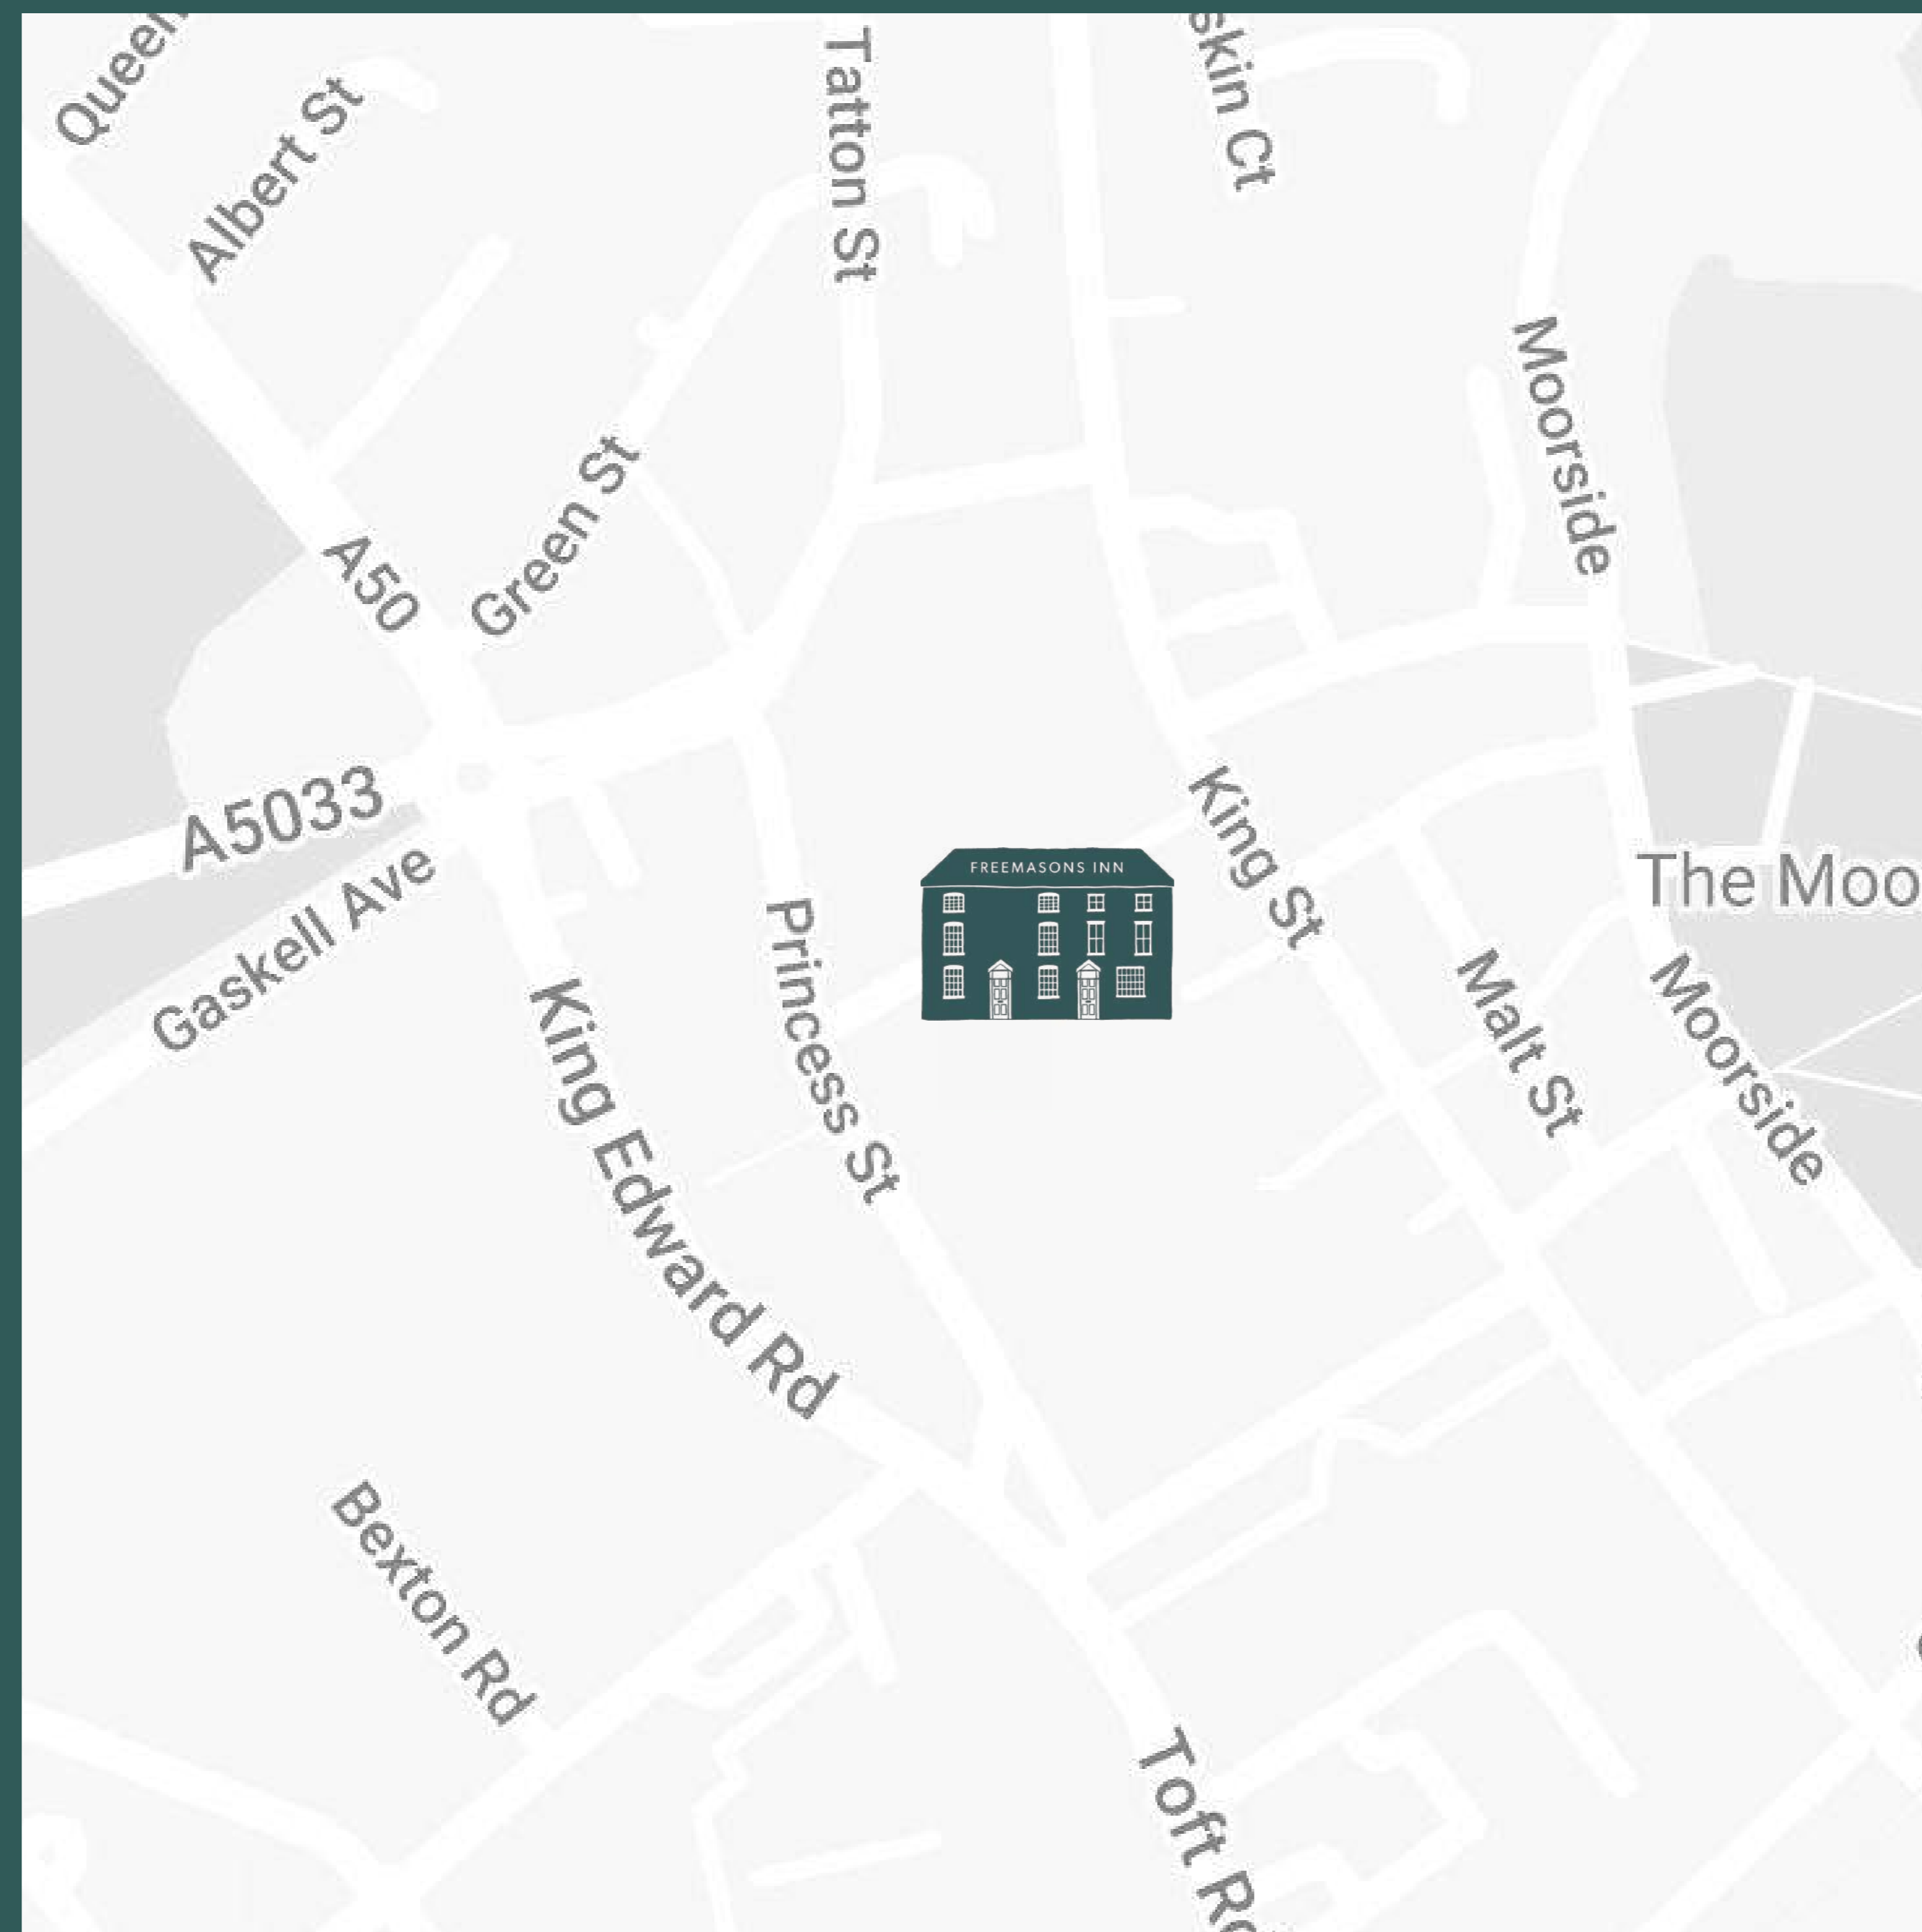 Queen
Albert St
Tatton St
skin Ct
Moorside
Green St
A50
A5033
Gaskell Ave
King St
FREEMASONS INN
The Moo
Princess St
Malt St
Moorside
King Edward Rd
Bexton Rd
Toft Rd